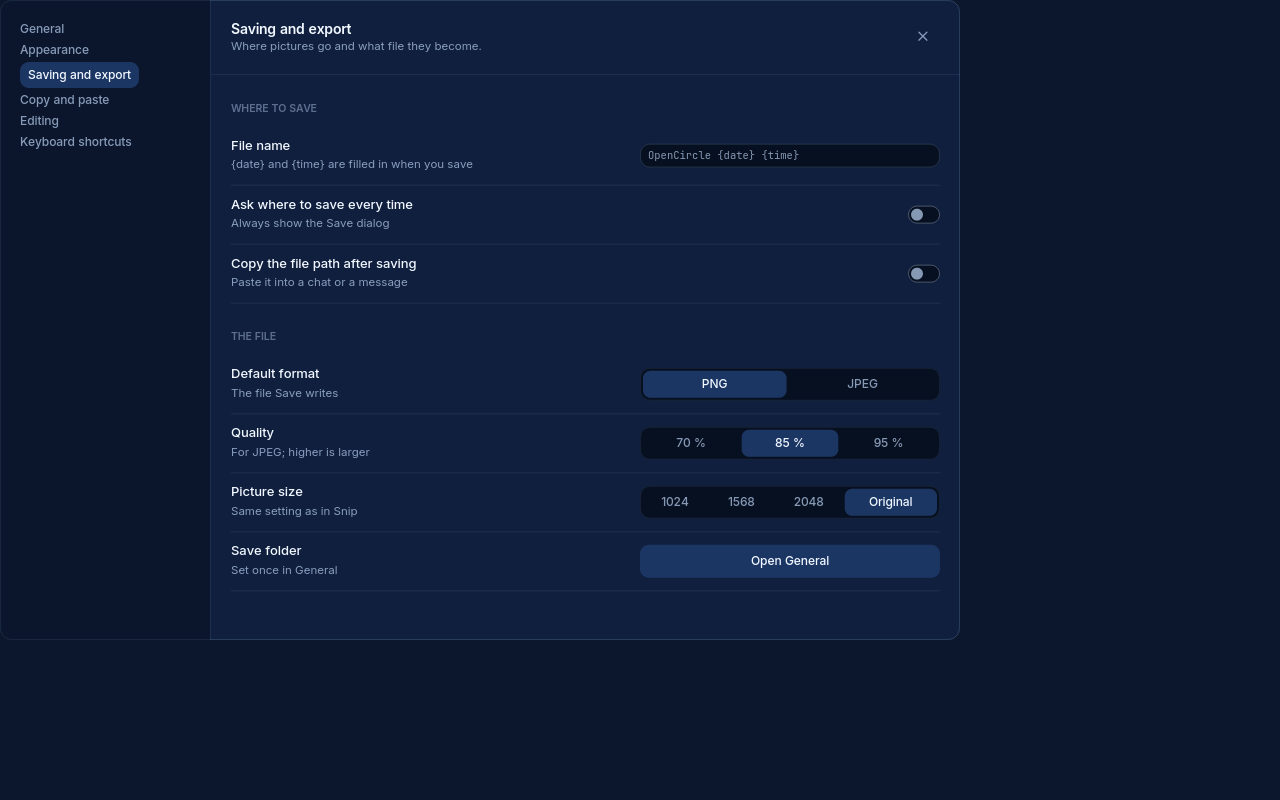 General
Appearance
Saving and export
Copy and paste
Editing
Keyboard shortcuts
Saving and export
Where pictures go and what file they become.
WHERE TO SAVE
File name
{date} and {time} are filled in when you save
OpenCircle {date} {time}
Ask where to save every time
Always show the Save dialog
Copy the file path after saving
Paste it into a chat or a message
THE FILE
Default format
The file Save writes
PNG JPEG
Quality
For JPEG; higher is larger
70 % 85 % 95 %
Picture size
Same setting as in Snip
1024 1568 2048 Original
Save folder
Set once in General
Open General